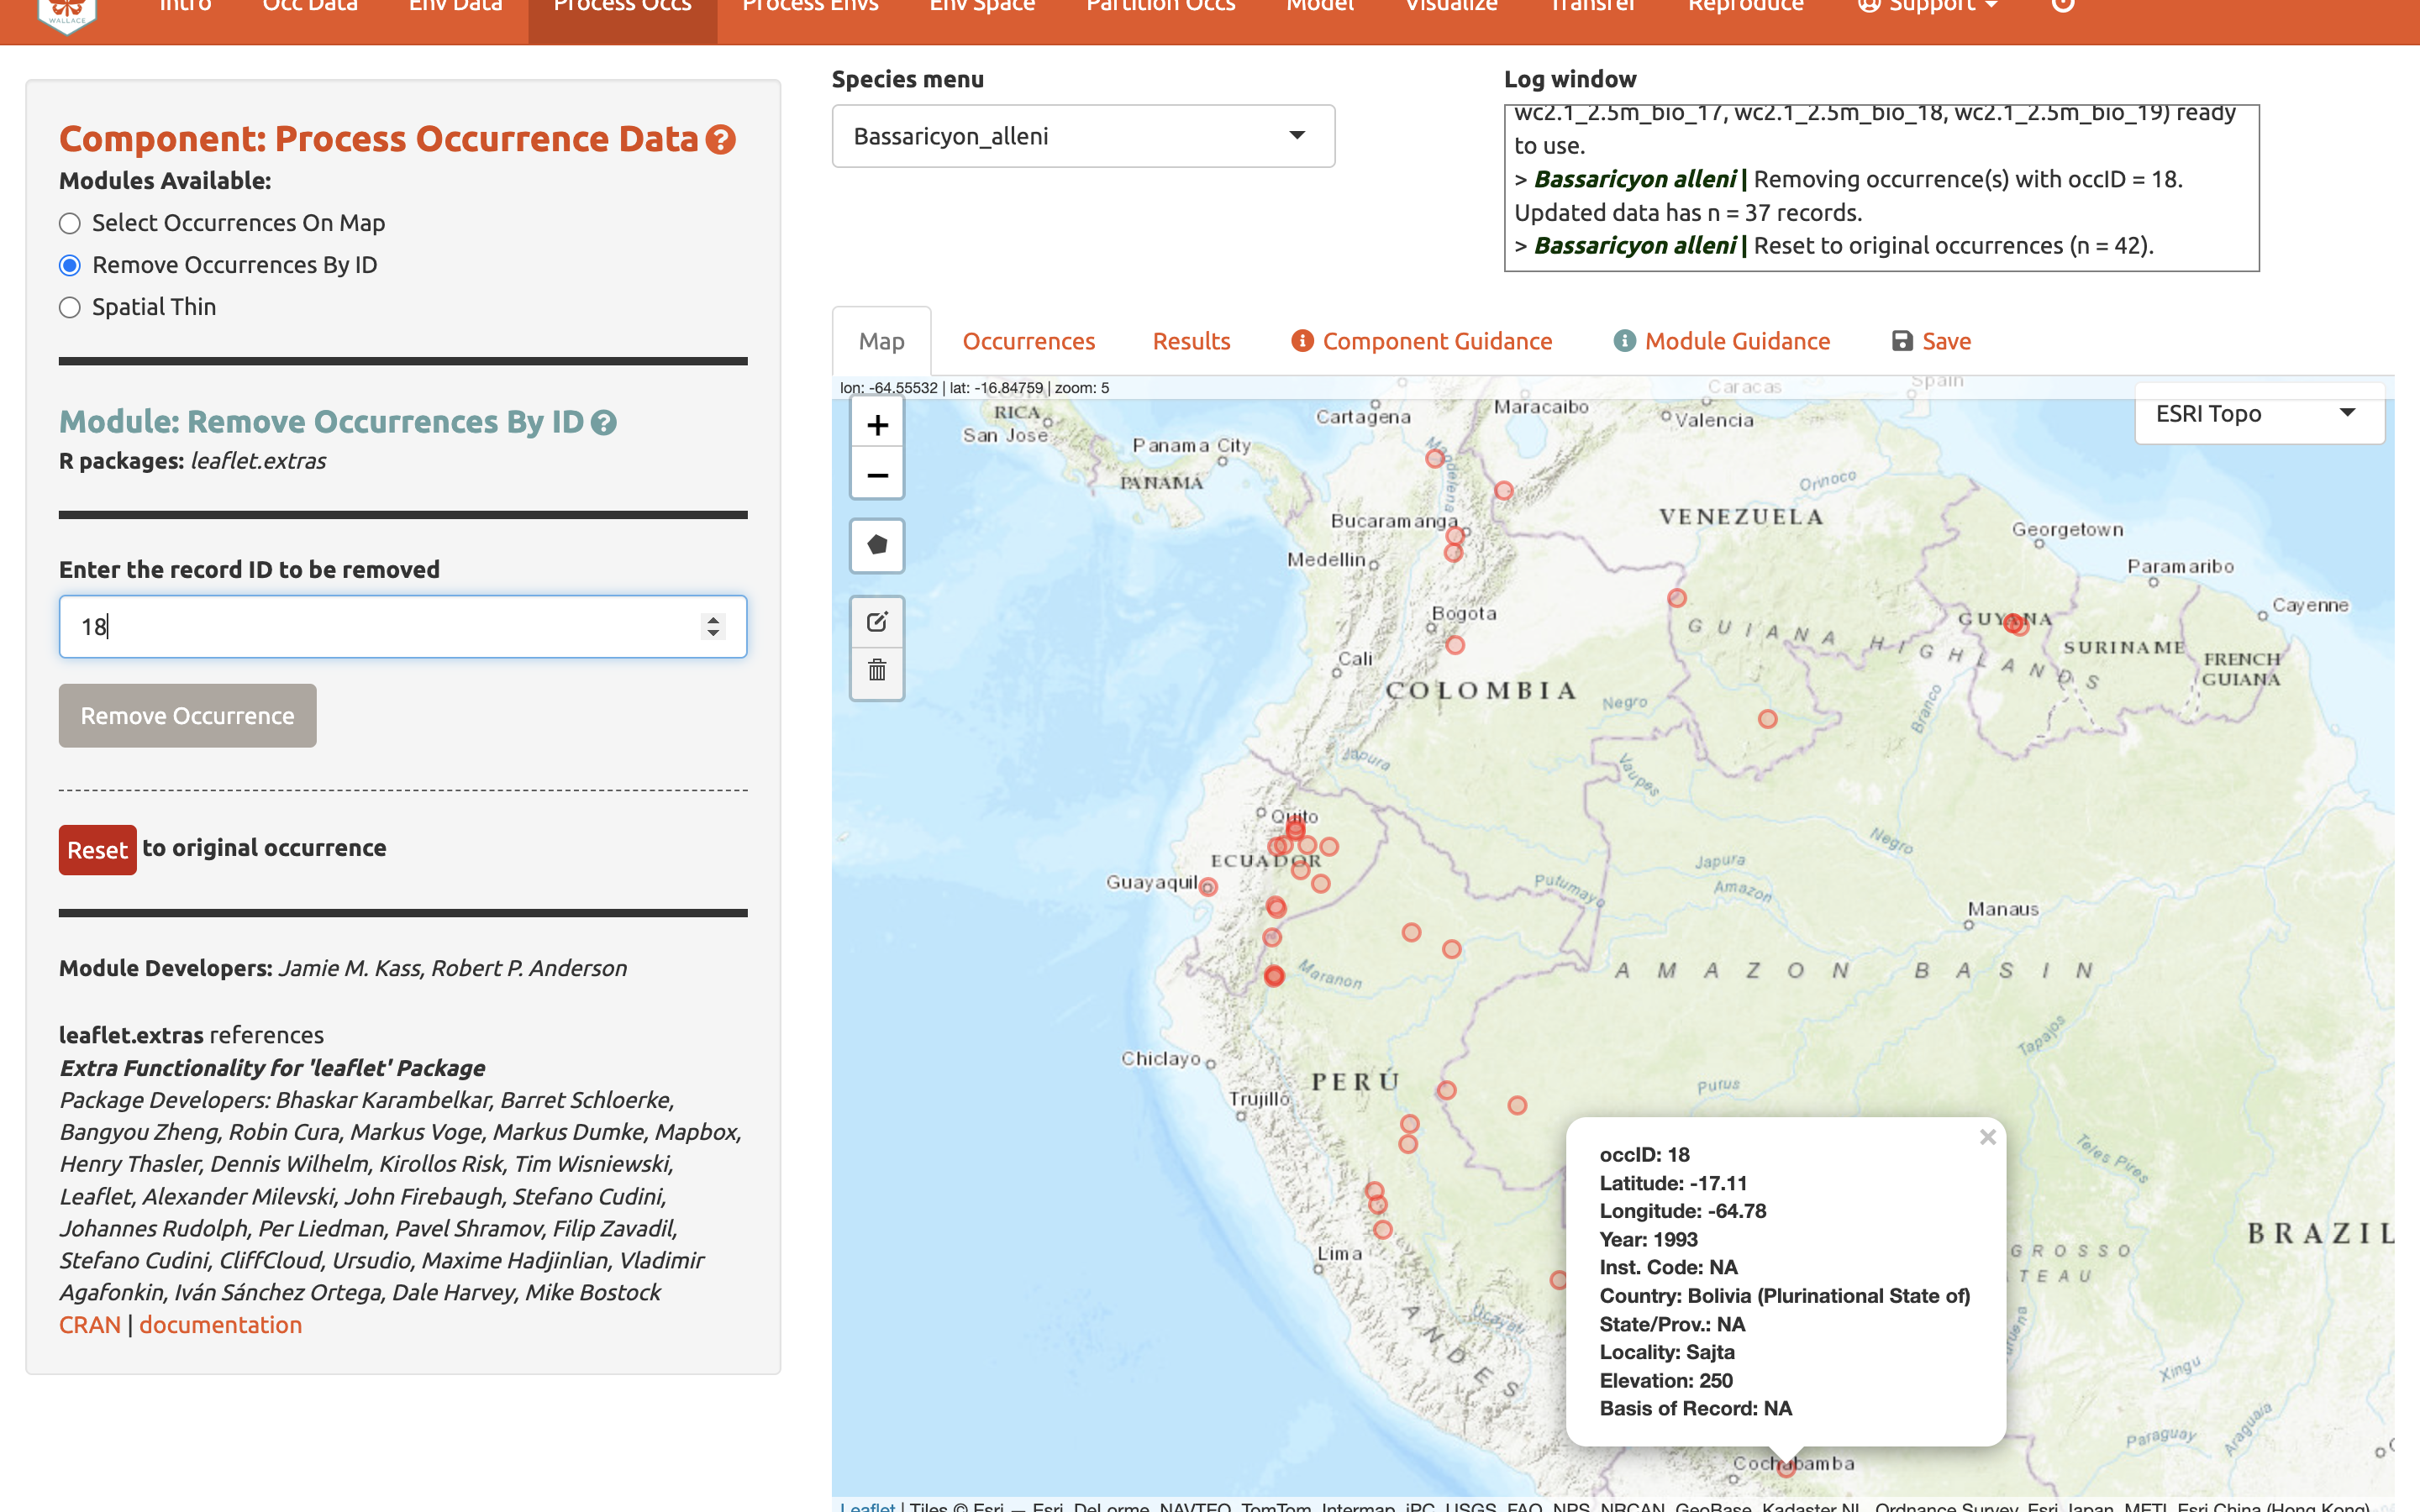 WALLACE
Intro Occ Data Env Data Process Occs Process Envs Env Space Partition Occs Model Visualize Transfer Reproduce Support
Component: Process Occurrence Data
Modules Available:
Select Occurrences On Map
Remove Occurrences By ID
Spatial Thin
Module: Remove Occurrences By ID
R packages: leaflet.extras
Enter the record ID to be removed
18
Remove Occurrence
Reset to original occurrence
Module Developers: Jamie M. Kass, Robert P. Anderson
leaflet.extras references
Extra Functionality for 'leaflet' Package
Package Developers: Bhaskar Karambelkar, Barret Schloerke,
Bangyou Zheng, Robin Cura, Markus Voge, Markus Dumke, Mapbox,
Henry Thasler, Dennis Wilhelm, Kirollos Risk, Tim Wisniewski,
Leaflet, Alexander Milevski, John Firebaugh, Stefano Cudini,
Johannes Rudolph, Per Liedman, Pavel Shramov, Filip Zavadil,
Stefano Cudini, CliffCloud, Ursudio, Maxime Hadjinlian, Vladimir
Agafonkin, Iván Sánchez Ortega, Dale Harvey, Mike Bostock
CRAN | documentation
Species menu
Bassaricyon_alleni
Log window
wc2.1_2.5m_bio_17, wc2.1_2.5m_bio_18, wc2.1_2.5m_bio_19) ready
to use.
> Bassaricyon alleni | Removing occurrence(s) with occID = 18.
Updated data has n = 37 records.
> Bassaricyon alleni | Reset to original occurrences (n = 42).
Map Occurrences Results Component Guidance Module Guidance Save
lon: -64.55532 | lat: -16.84759 | zoom: 5
ESRI Topo
+
−
Caracas
Spain
RICA
San Jose
Cartagena
Maracaibo
Valencia
Panama City
PANAMÁ
Orinoco
VENEZUELA
Bucaramanga
Medellin
Georgetown
Paramaribo
Cayenne
Bogota
GUYANA
GUIANA HIGHLANDS
SURINAME
FRENCH
GUIANA
Cali
COLOMBIA
Negro
Branco
Japura
Vaupes
Quito
ECUADOR
Negro
Japura
Amazon
Guayaquil
Putumayo
Manaus
Maranon
AMAZON BASIN
Tapajos
Chiclayo
PERÚ
Purus
Trujillo
Teles Pires
Lima
BRAZIL
GROSSO
TEAU
Ucayali
ANDES
Xingu
Paraguay
Araguaia
Cochabamba
occID: 18
Latitude: -17.11
Longitude: -64.78
Year: 1993
Inst. Code: NA
Country: Bolivia (Plurinational State of)
State/Prov.: NA
Locality: Sajta
Elevation: 250
Basis of Record: NA
×
Leaflet | Tiles © Esri — Esri, DeLorme, NAVTEQ, TomTom, Intermap, iPC, USGS, FAO, NPS, NRCAN, GeoBase, Kadaster NL, Ordnance Survey, Esri Japan, METI, Esri China (Hong Kong)